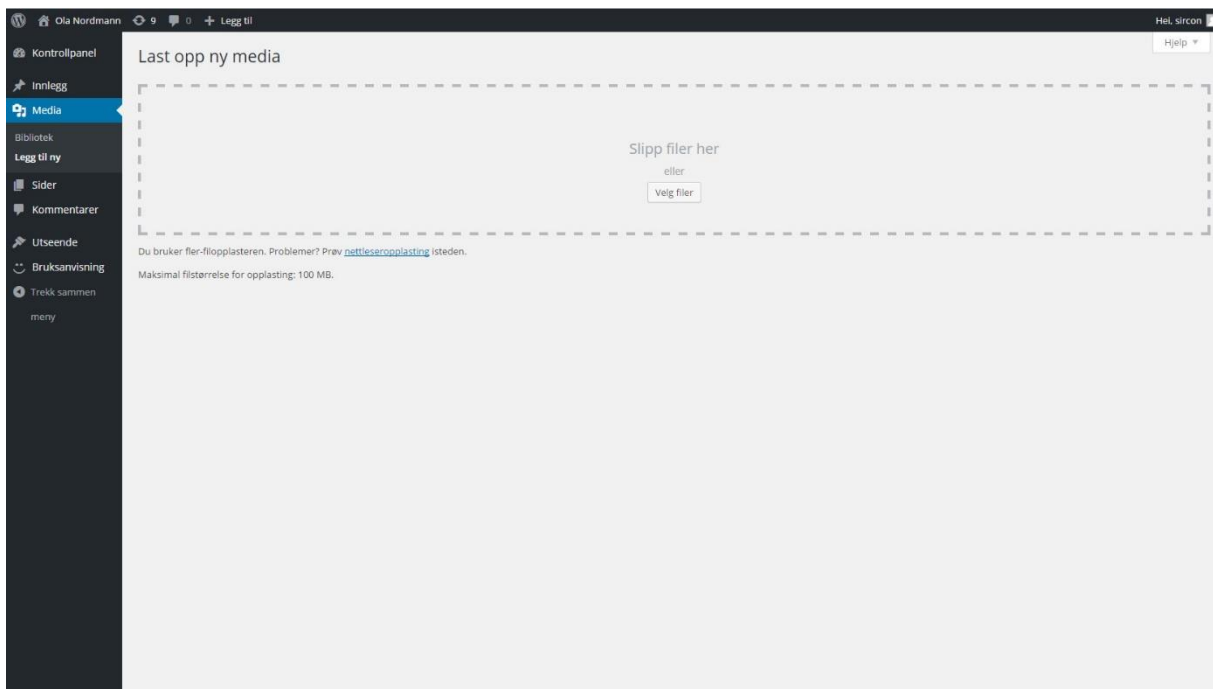 Ola Nordmann 9 0 Legg til
Hei, sircon
Hjelp
Kontrollpanel
Innlegg
Media
Bibliotek
Legg til ny
Sider
Kommentarer
Utseende
Bruksanvisning
Trekk sammen
meny
Last opp ny media
Slipp filer her
eller
Velg filer
Du bruker fler-filopplasteren. Problemer? Prøv nettleseropplasting isteden.
Maksimal filstørrelse for opplasting: 100 MB.